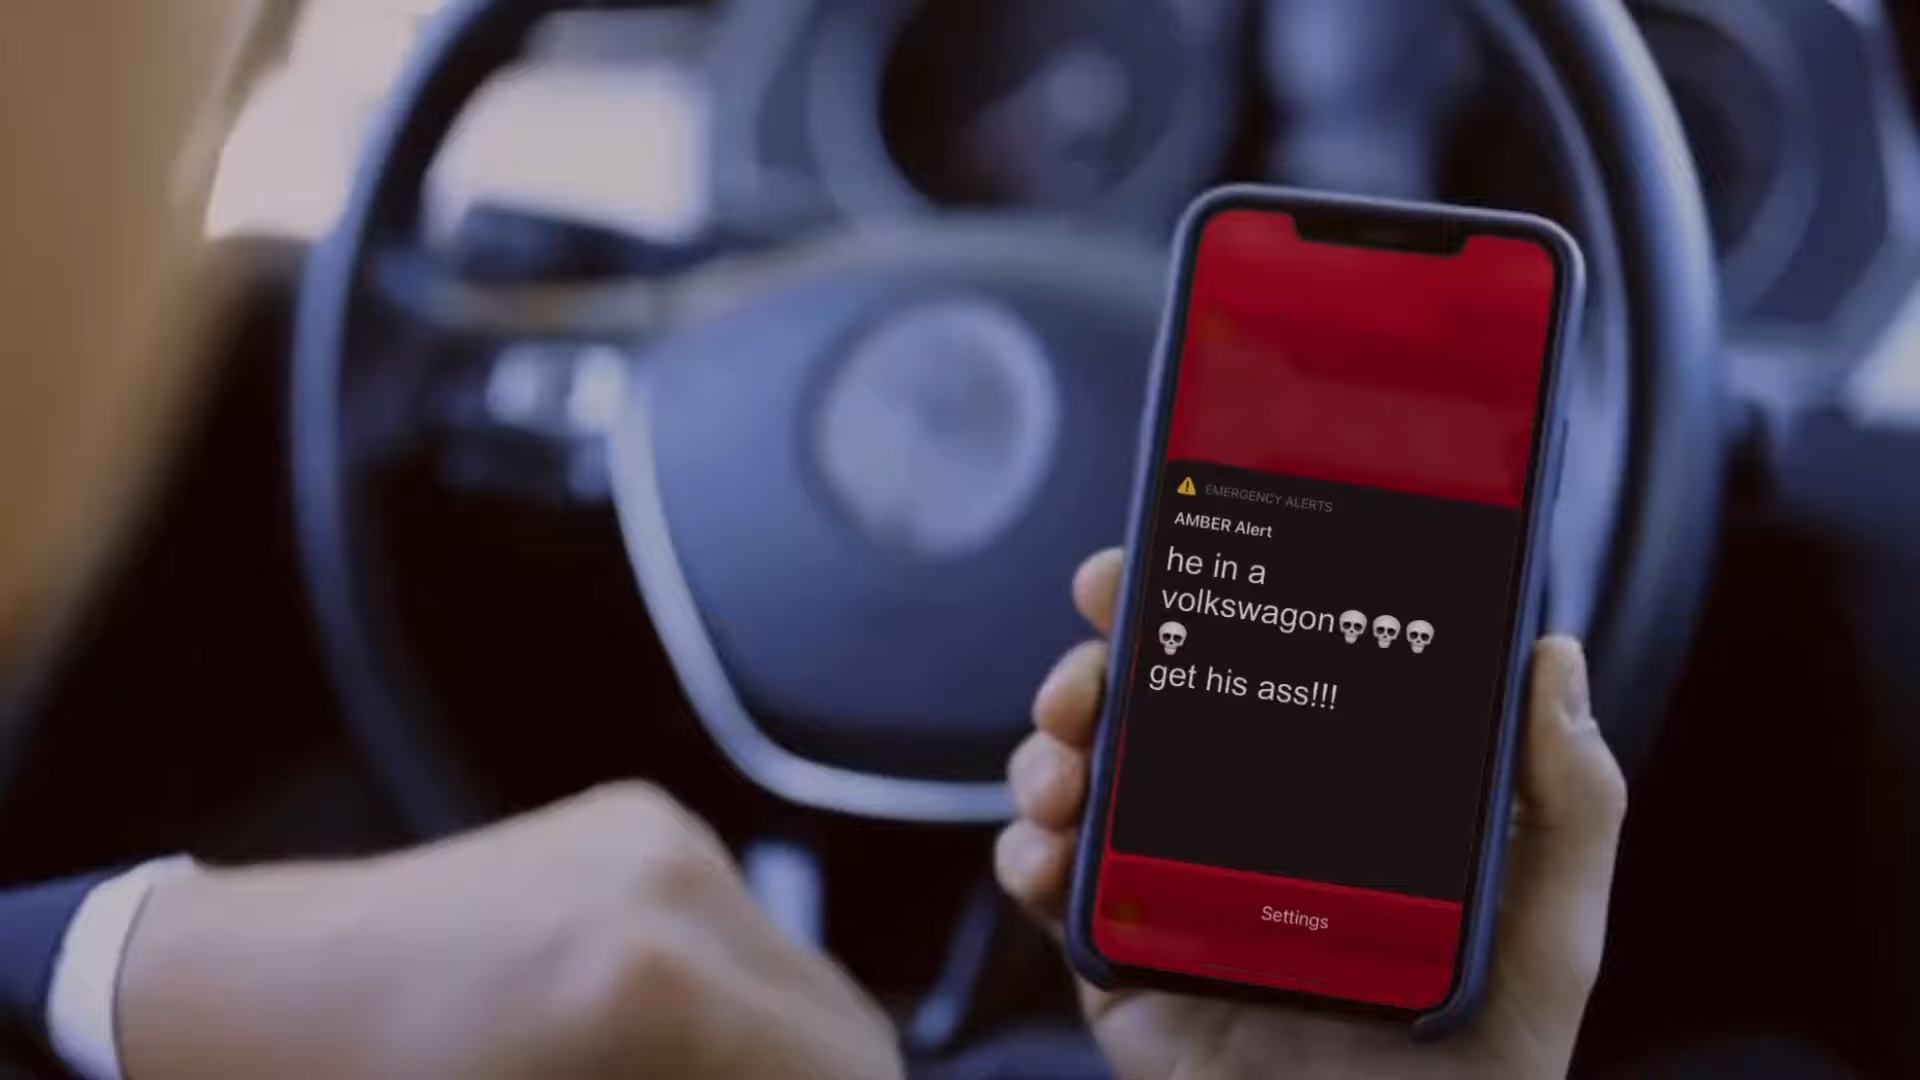 ⚠️ EMERGENCY ALERTS
AMBER Alert
he in a
volkswagon💀💀💀
💀
get his ass!!!
Settings